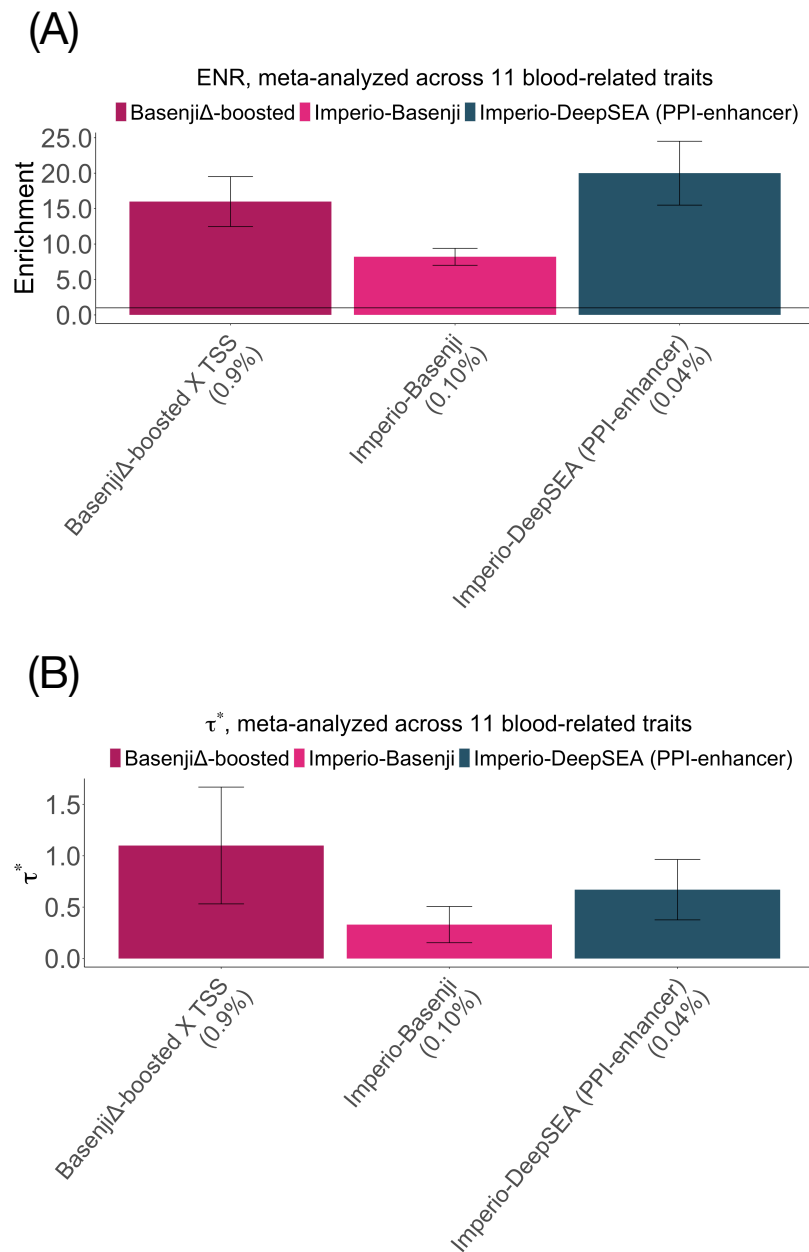 (A)
ENR, meta-analyzed across 11 blood-related traits
BasenjiΔ-boosted Imperio-Basenji Imperio-DeepSEA (PPI-enhancer)
Enrichment
25.0
20.0
15.0
10.0
5.0
0.0
BasenjiΔ-boosted X TSS
(0.9%)
Imperio-Basenji
(0.10%)
Imperio-DeepSEA (PPI-enhancer)
(0.04%)
(B)
τ*, meta-analyzed across 11 blood-related traits
BasenjiΔ-boosted Imperio-Basenji Imperio-DeepSEA (PPI-enhancer)
τ*
1.5
1.0
0.5
0.0
BasenjiΔ-boosted X TSS
(0.9%)
Imperio-Basenji
(0.10%)
Imperio-DeepSEA (PPI-enhancer)
(0.04%)